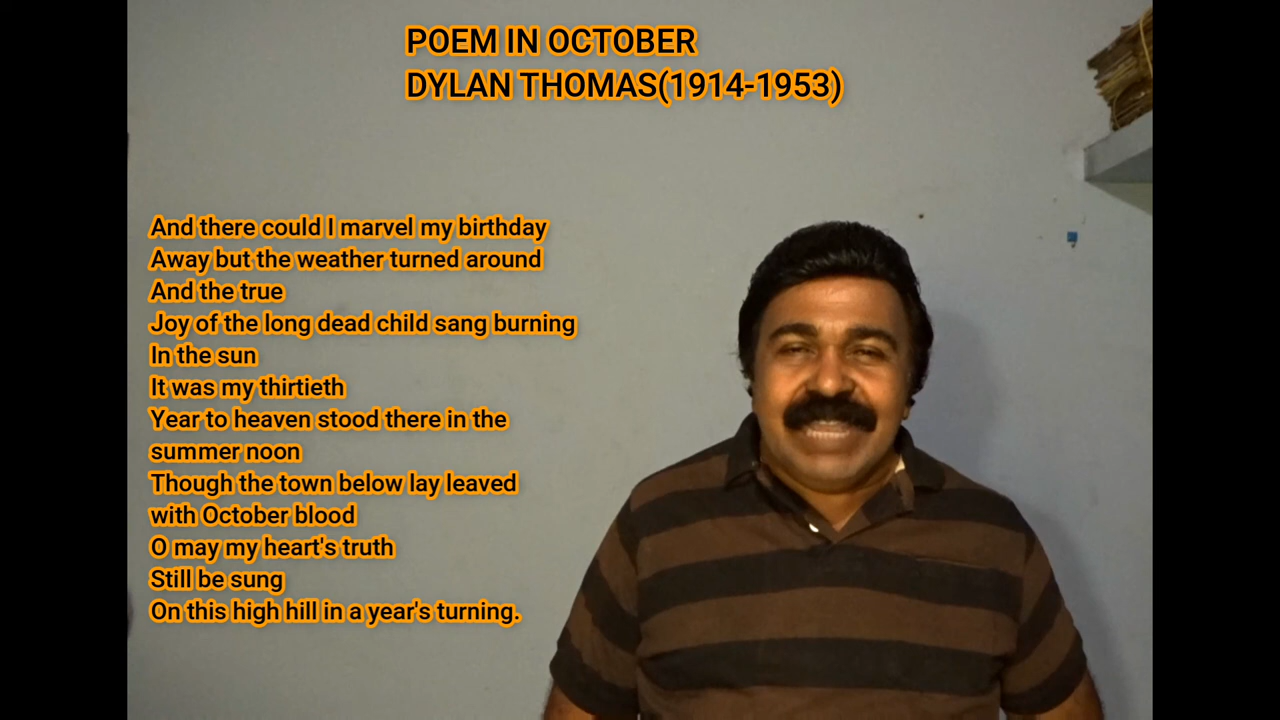 POEM IN OCTOBER
DYLAN THOMAS(1914-1953)
And there could I marvel my birthday
Away but the weather turned around
And the true
Joy of the long dead child sang burning
In the sun
It was my thirtieth
Year to heaven stood there in the
summer noon
Though the town below lay leaved
with October blood
O may my heart's truth
Still be sung
On this high hill in a year's turning.